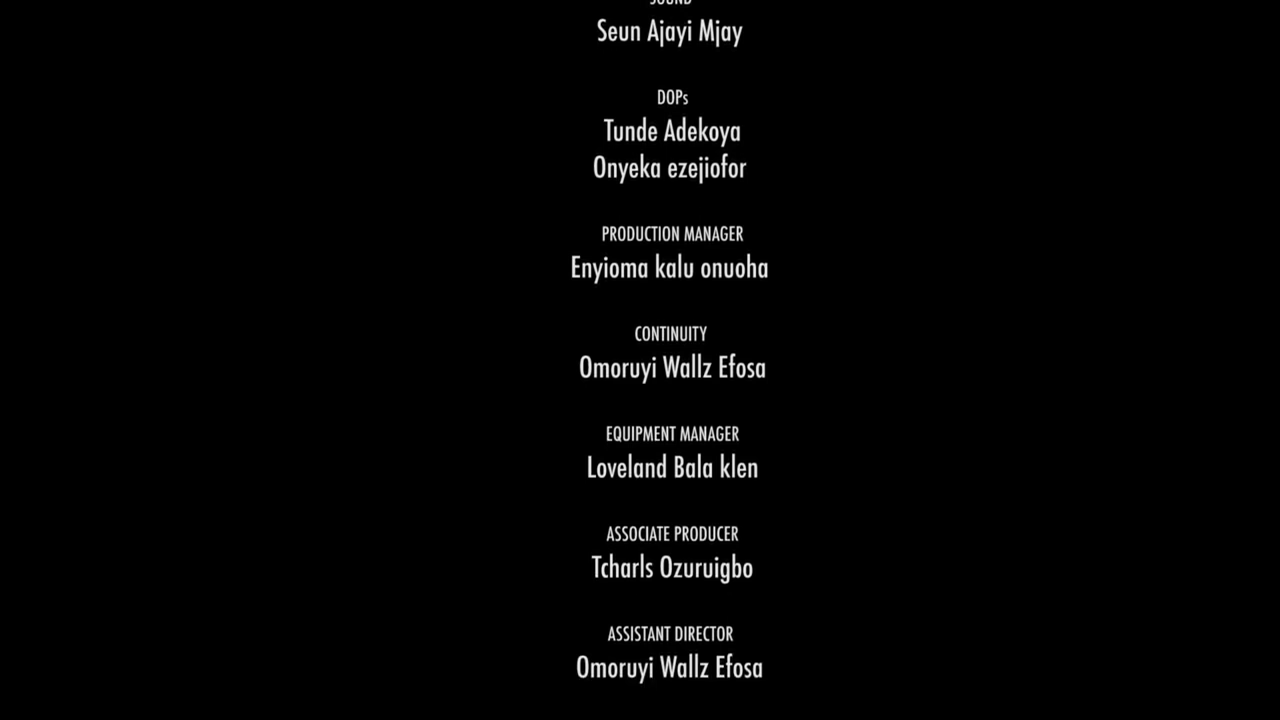 SOUND
Seun Ajayi Mjay
DOPs
Tunde Adekoya
Onyeka ezejiofor
PRODUCTION MANAGER
Enyioma kalu onuoha
CONTINUITY
Omoruyi Wallz Efosa
EQUIPMENT MANAGER
Loveland Bala klen
ASSOCIATE PRODUCER
Tcharls Ozuruigbo
ASSISTANT DIRECTOR
Omoruyi Wallz Efosa